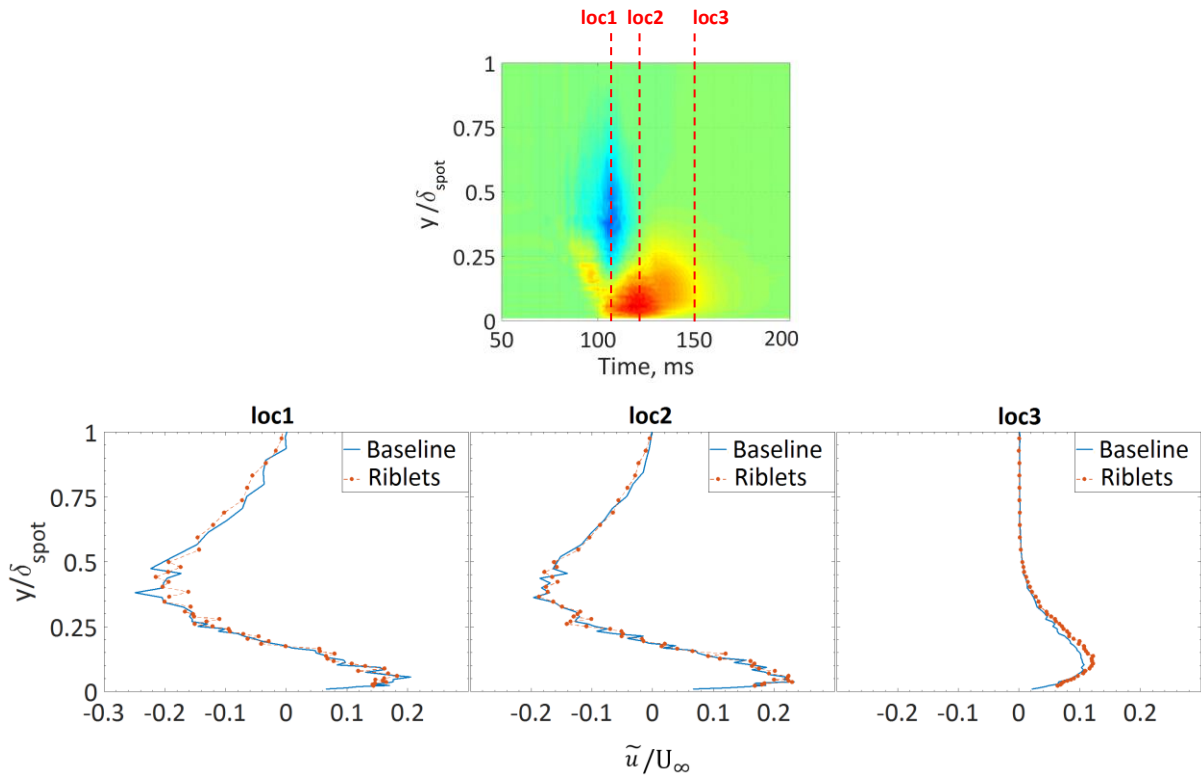 loc1 loc2 loc3
1
0.75
0.5
0.25
0
y/δspot
50 100 150 200
Time, ms
loc1 loc2 loc3
1
0.75
0.5
0.25
0
y/δspot
Baseline
Riblets
Baseline
Riblets
Baseline
Riblets
-0.3 -0.2 -0.1 0 0.1 0.2 -0.2 -0.1 0 0.1 0.2 -0.2 -0.1 0 0.1 0.2
ũ/U∞